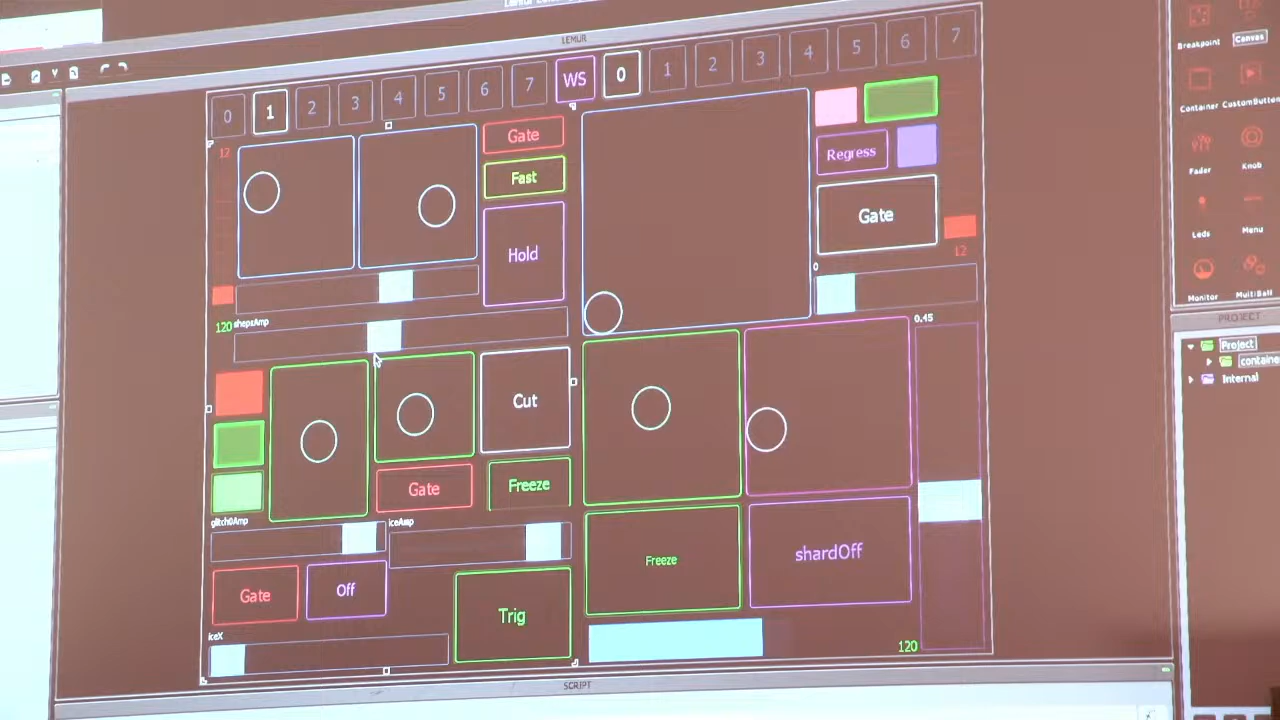 LEMUR
0 1 2 3 4 5 6 7 WS 0 1 2 3 4 5 6 7
Breakpoint Canvas
Container CustomButton
Fader Knob
Leds Menu
Monitor MultiBall
PROJECT
Project
containe
Internal
12
Gate
Fast
Hold
Regress
Gate
12
0
120
0.45
Cut
Gate
Freeze
iceAmp
Gate
Off
Trig
iceX
Freeze
shardOff
120
SCRIPT